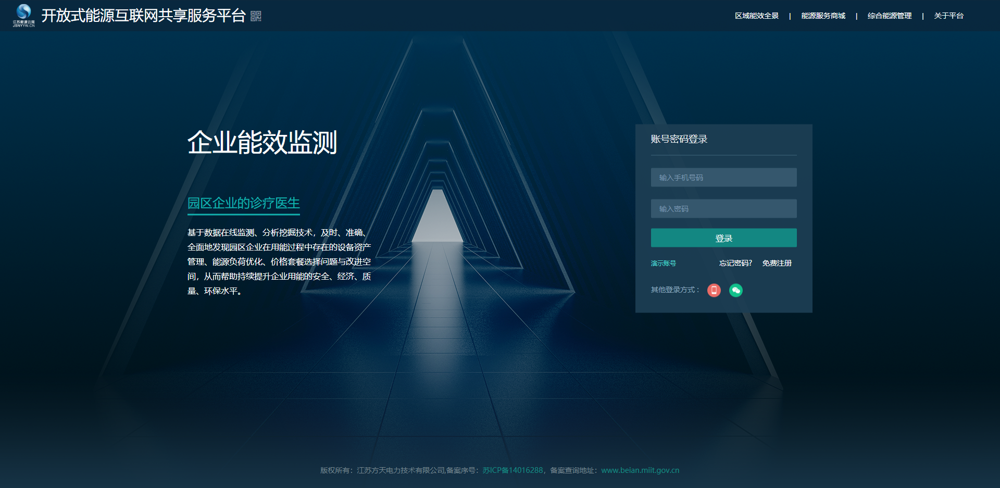 江苏能源云网
JSNYYW.CN
开放式能源互联网共享服务平台
区域能效全景 | 能源服务商城 | 综合能源管理 | 关于平台
企业能效监测
园区企业的诊疗医生
基于数据在线监测、分析挖掘技术，及时、准确、
全面地发现园区企业在用能过程中存在的设备资产
管理、能源负荷优化、价格套餐选择问题与改进空
间，从而帮助持续提升企业用能的安全、经济、质
量、环保水平。
账号密码登录
输入手机号码
输入密码
登录
演示账号 忘记密码? 免费注册
其他登录方式：
版权所有：江苏方天电力技术有限公司,备案序号：苏ICP备14016288，备案查询地址：www.beian.miit.gov.cn